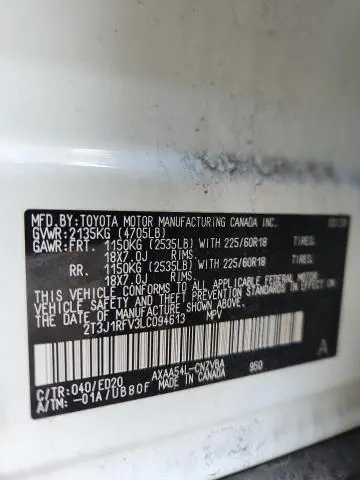 MFD.BY:TOYOTA MOTOR MANUFACTURING CANADA INC.
GVWR:2135KG (4705LB)
GAWR:FRT. 1150KG (2535LB) WITH 225/60R18 TIRES.
18X7.0J RIMS.
RR. 1150KG (2535LB) WITH 225/60R18 TIRES.
18X7.0J RIMS.
THIS VEHICLE CONFORMS TO ALL APPLICABLE FEDERAL MOTOR
VEHICLE SAFETY AND THEFT PREVENTION STANDARDS IN
EFFECT ON THE DATE OF MANUFACTURE SHOWN ABOVE.
2T3J1RFV3LC094613 MPV
A
AXAA54L-CNZVBA 950
C/TR:040/ED20 MADE IN CANADA
A/TM: -01A/UB80F